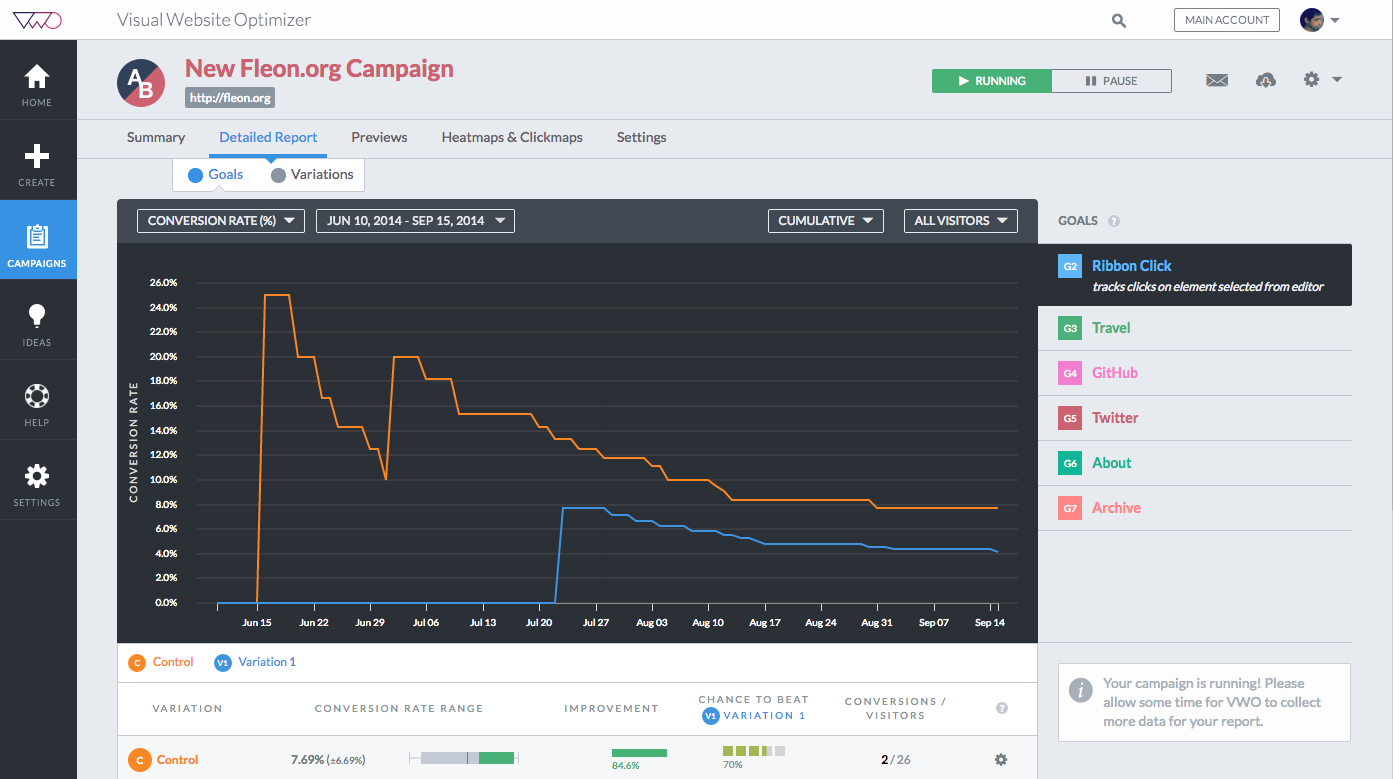 VWO Visual Website Optimizer MAIN ACCOUNT
HOME
CREATE
CAMPAIGNS
IDEAS
HELP
SETTINGS
A B
New Fleon.org Campaign
http://fleon.org
RUNNING PAUSE
Summary Detailed Report Previews Heatmaps & Clickmaps Settings
Goals Variations
CONVERSION RATE (%) JUN 10, 2014 - SEP 15, 2014 CUMULATIVE ALL VISITORS
CONVERSION RATE
26.0%
24.0%
22.0%
20.0%
18.0%
16.0%
14.0%
12.0%
10.0%
8.0%
6.0%
4.0%
2.0%
0.0%
Jun 15 Jun 22 Jun 29 Jul 06 Jul 13 Jul 20 Jul 27 Aug 03 Aug 10 Aug 17 Aug 24 Aug 31 Sep 07 Sep 14
GOALS ?
G2 Ribbon Click
tracks clicks on element selected from editor
G3 Travel
G4 GitHub
G5 Twitter
G6 About
G7 Archive
C Control V1 Variation 1
VARIATION CONVERSION RATE RANGE IMPROVEMENT
CHANCE TO BEAT
V1 VARIATION 1
CONVERSIONS /
VISITORS
?
C Control 7.69% (±6.69%) 84.6% 70% 2 / 26
i
Your campaign is running! Please
allow some time for VWO to collect
more data for your report.